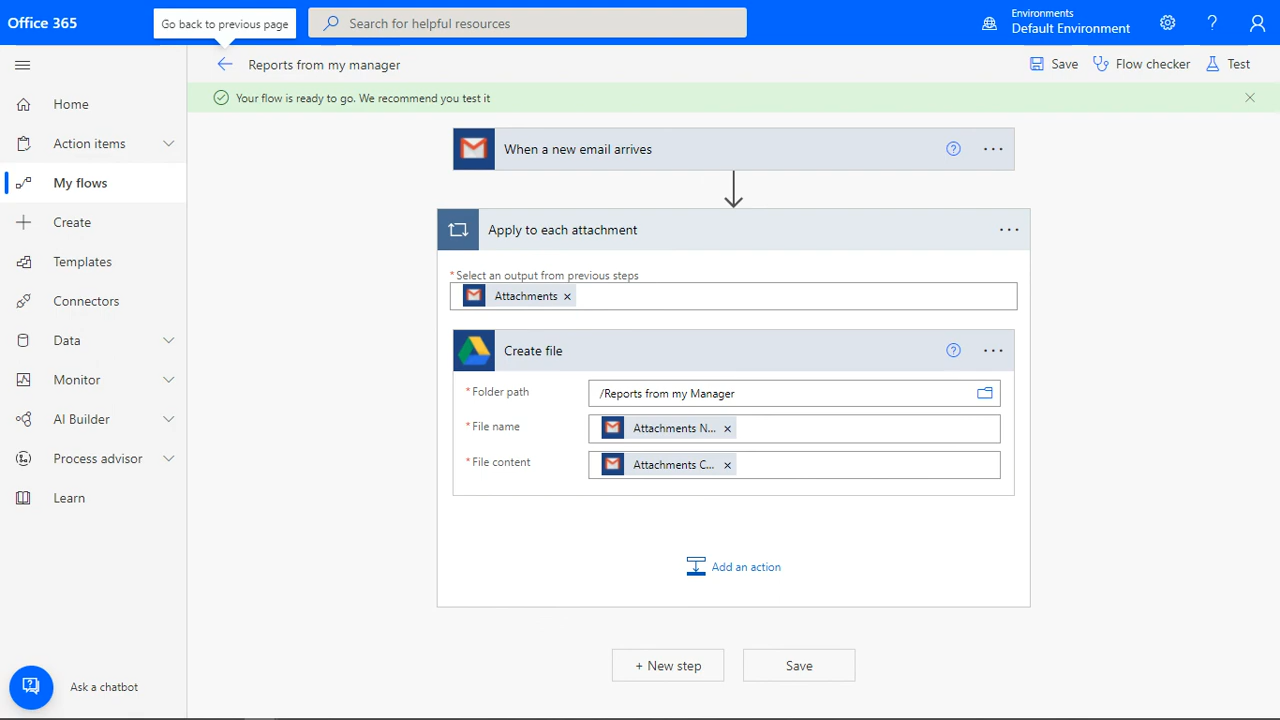 Office 365
Go back to previous page
Search for helpful resources
Environments
Default Environment
Reports from my manager
Save
Flow checker
Test
Your flow is ready to go. We recommend you test it
Home
Action items
My flows
Create
Templates
Connectors
Data
Monitor
AI Builder
Process advisor
Learn
Ask a chatbot
When a new email arrives
Apply to each attachment
* Select an output from previous steps
Attachments ×
Create file
* Folder path
/Reports from my Manager
* File name
Attachments N... ×
* File content
Attachments C... ×
Add an action
+ New step
Save